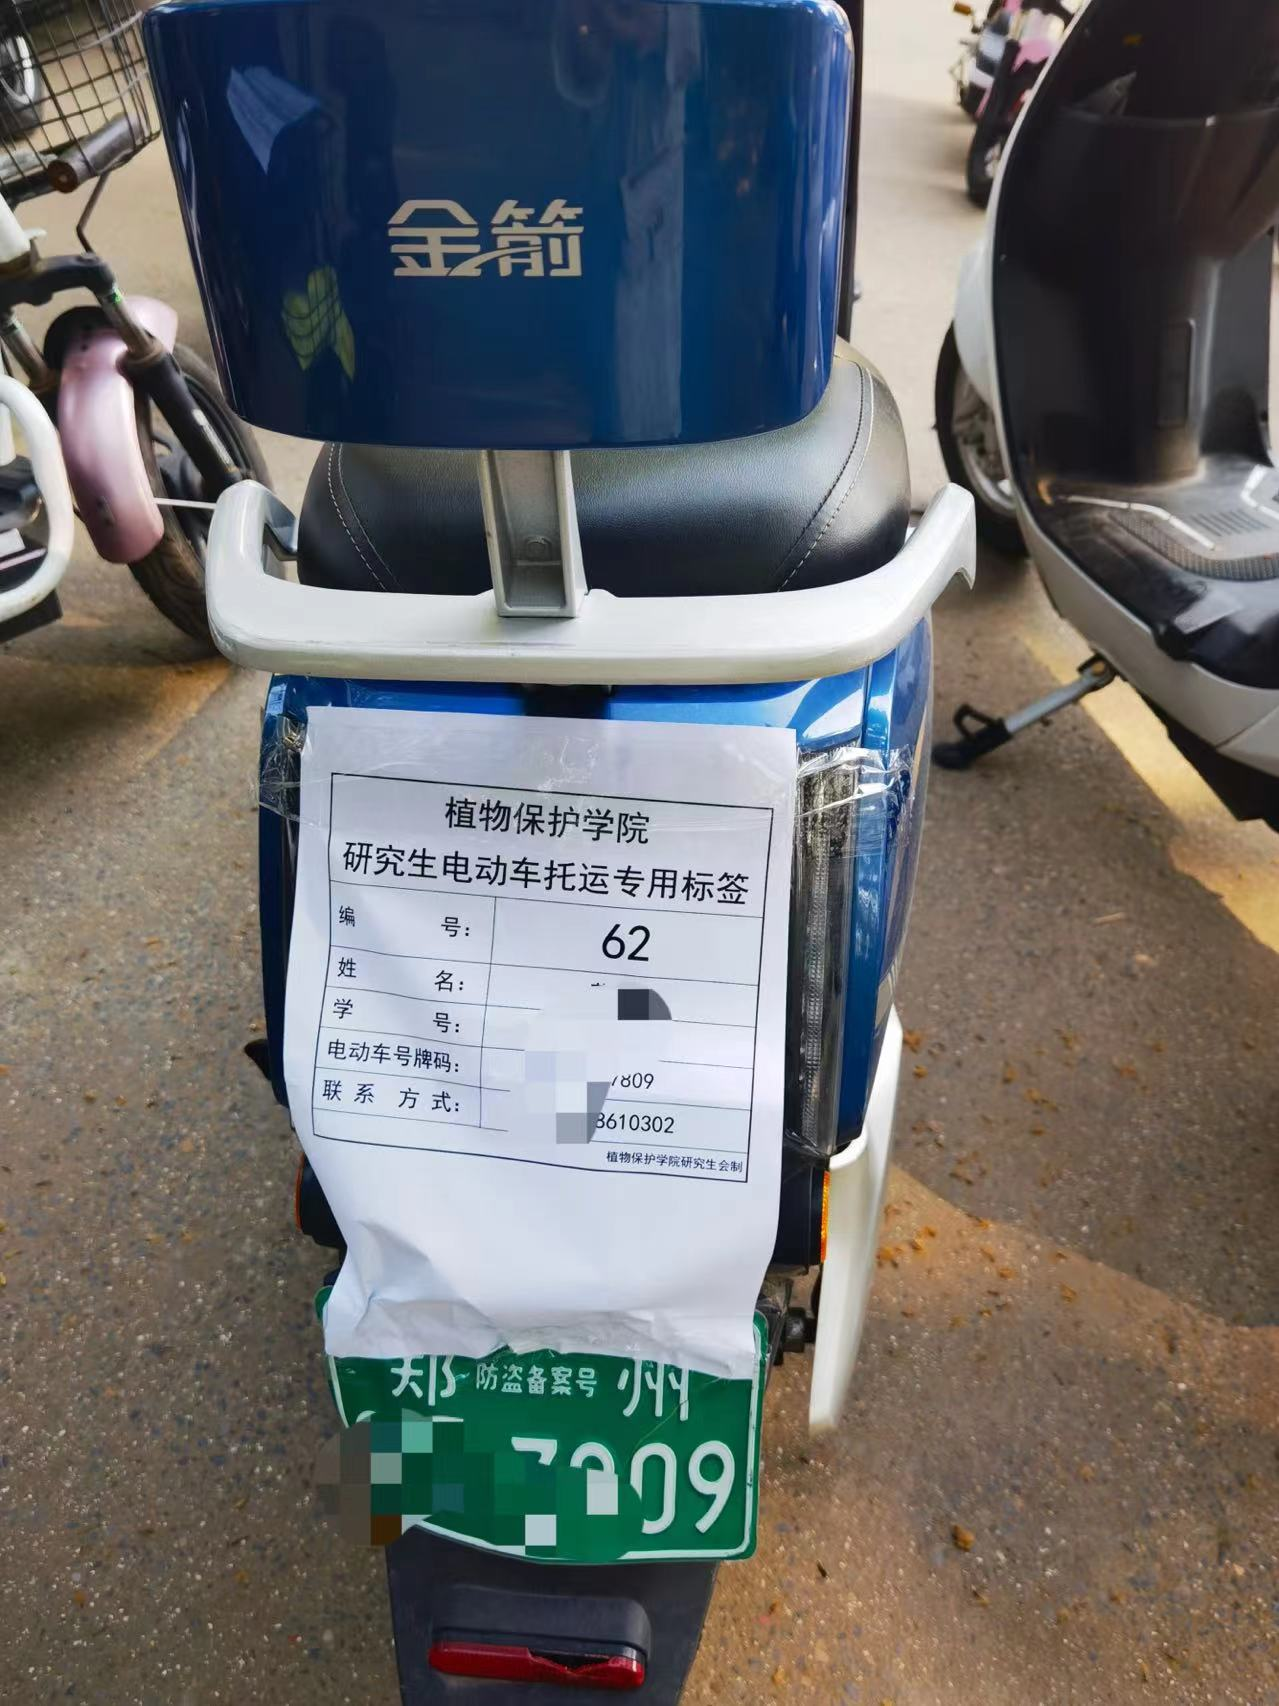 金箭
植物保护学院
研究生电动车托运专用标签
编 号： 62
姓 名：
学 号：
电动车号牌码： 7809
联系 方式： 8610302
植物保护学院研究生会制
郑 防盗备案号 州
09